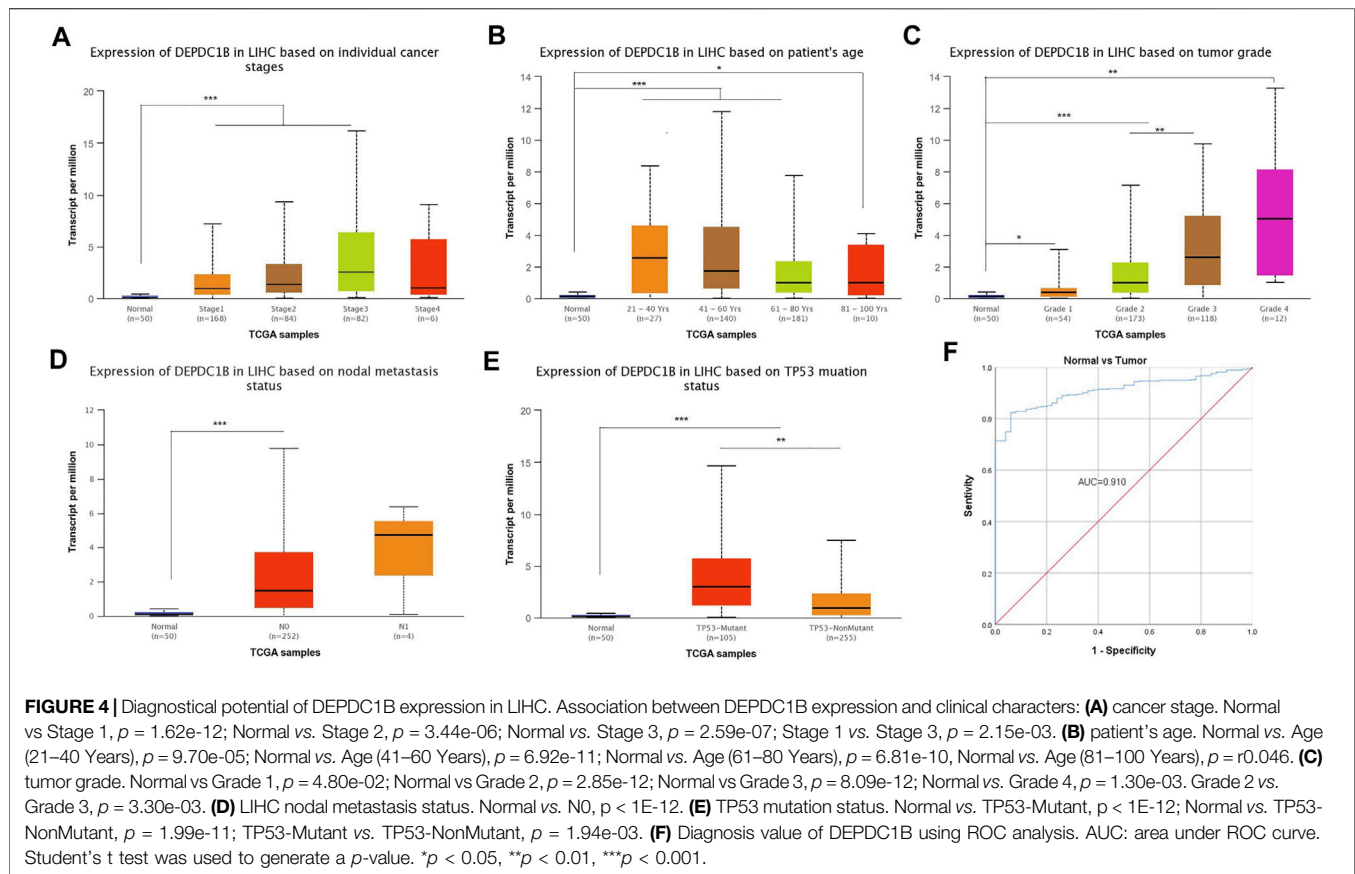 A
Expression of DEPDC1B in LIHC based on individual cancer
stages
Transcript per million
20
15
10
5
0
***
Normal
(n=50)
Stage1
(n=168)
Stage2
(n=84)
Stage3
(n=82)
Stage4
(n=6)
TCGA samples
B
Expression of DEPDC1B in LIHC based on patient's age
Transcript per million
14
12
10
8
6
4
2
0
***
*
Normal
(n=50)
21 - 40 Yrs
(n=27)
41 - 60 Yrs
(n=140)
61 - 80 Yrs
(n=181)
81 - 100 Yrs
(n=10)
TCGA samples
C
Expression of DEPDC1B in LIHC based on tumor grade
Transcript per million
14
12
10
8
6
4
2
0
**
***
**
*
Normal
(n=50)
Grade 1
(n=54)
Grade 2
(n=173)
Grade 3
(n=118)
Grade 4
(n=12)
TCGA samples
D
Expression of DEPDC1B in LIHC based on nodal metastasis
status
Transcript per million
12
10
8
6
4
2
0
***
Normal
(n=50)
N0
(n=252)
N1
(n=4)
TCGA samples
E
Expression of DEPDC1B in LIHC based on TP53 muation
status
Transcript per million
20
15
10
5
0
***
**
Normal
(n=50)
TP53-Mutant
(n=105)
TP53-NonMutant
(n=255)
TCGA samples
F
Normal vs Tumor
Sentivity
1.0
0.8
0.6
0.4
0.2
0.0
AUC=0.910
0.0
0.2
0.4
0.6
0.8
1.0
1 - Specificity
FIGURE 4 | Diagnostical potential of DEPDC1B expression in LIHC. Association between DEPDC1B expression and clinical characters: (A) cancer stage. Normal
vs Stage 1, p = 1.62e-12; Normal vs. Stage 2, p = 3.44e-06; Normal vs. Stage 3, p = 2.59e-07; Stage 1 vs. Stage 3, p = 2.15e-03. (B) patient's age. Normal vs. Age
(21–40 Years), p = 9.70e-05; Normal vs. Age (41–60 Years), p = 6.92e-11; Normal vs. Age (61–80 Years), p = 6.81e-10, Normal vs. Age (81–100 Years), p = r0.046. (C)
tumor grade. Normal vs Grade 1, p = 4.80e-02; Normal vs Grade 2, p = 2.85e-12; Normal vs Grade 3, p = 8.09e-12; Normal vs. Grade 4, p = 1.30e-03. Grade 2 vs.
Grade 3, p = 3.30e-03. (D) LIHC nodal metastasis status. Normal vs. N0, p < 1E-12. (E) TP53 mutation status. Normal vs. TP53-Mutant, p < 1E-12; Normal vs. TP53-
NonMutant, p = 1.99e-11; TP53-Mutant vs. TP53-NonMutant, p = 1.94e-03. (F) Diagnosis value of DEPDC1B using ROC analysis. AUC: area under ROC curve.
Student's t test was used to generate a p-value. *p < 0.05, **p < 0.01, ***p < 0.001.